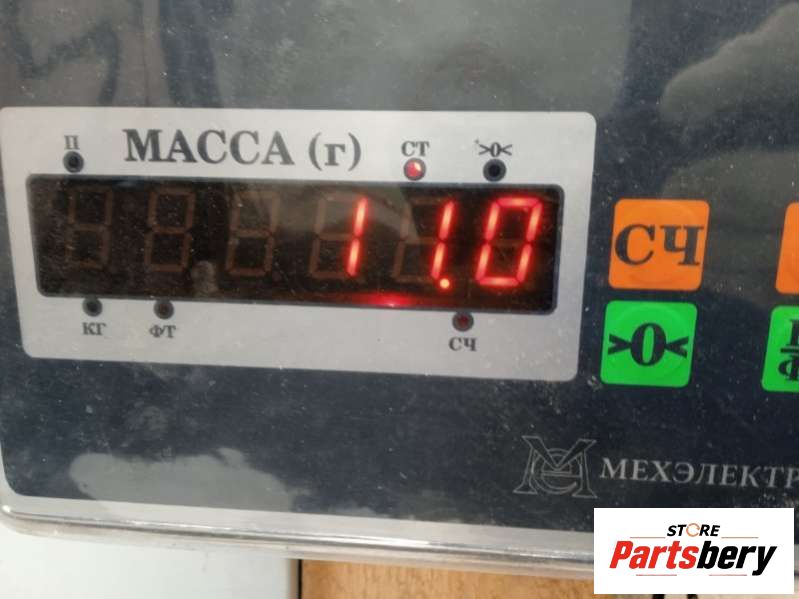 П МАССА (г) СТ >0<
11.0
КГ ФТ СЧ
СЧ
>0<
МЕХЭЛЕКТР
STORE
Partsbery